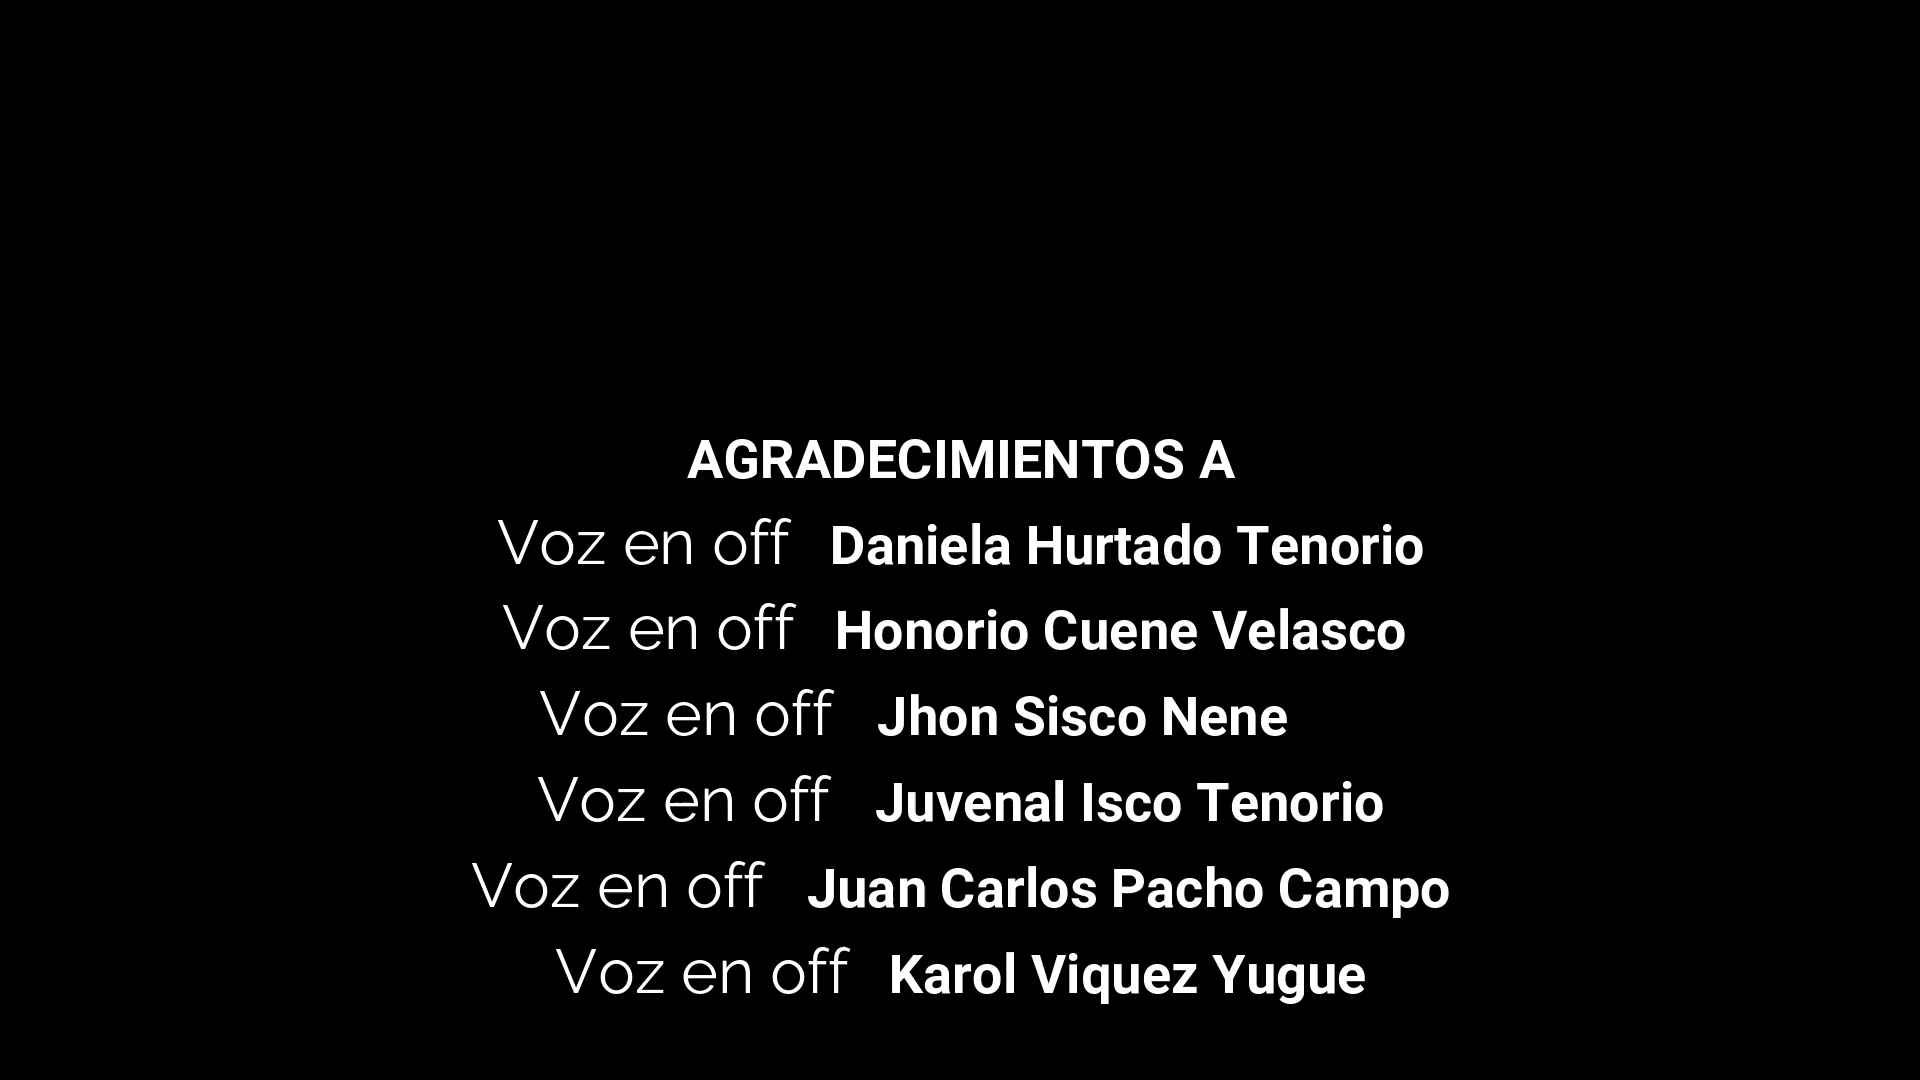 AGRADECIMIENTOS A
Voz en off Daniela Hurtado Tenorio
Voz en off Honorio Cuene Velasco
Voz en off Jhon Sisco Nene
Voz en off Juvenal Isco Tenorio
Voz en off Juan Carlos Pacho Campo
Voz en off Karol Viquez Yugue